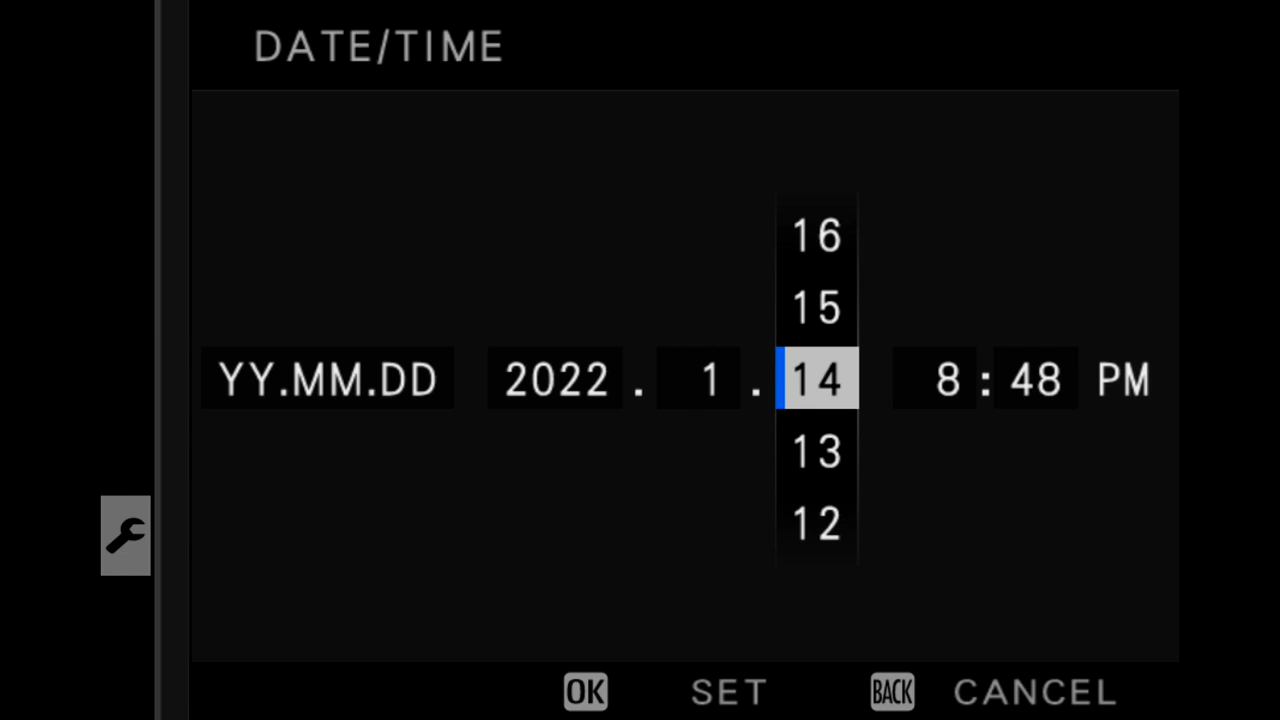 DATE/TIME
16
15
YY.MM.DD 2022 . 1 . 14 8 : 48 PM
13
12
OK SET BACK CANCEL